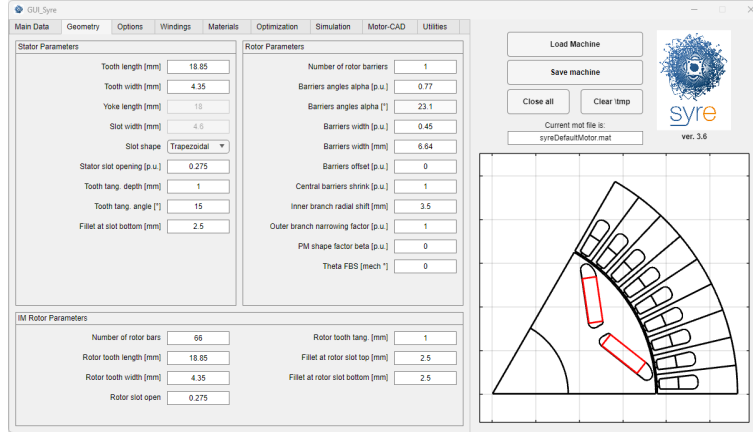 GUI_Syre
Main Data Geometry Options Windings Materials Optimization Simulation Motor-CAD Utilities
Stator Parameters
Tooth length [mm] 18.85
Tooth width [mm] 4.35
Yoke length [mm] 18
Slot width [mm] 4.6
Slot shape Trapezoidal
Stator slot opening [p.u.] 0.275
Tooth tang. depth [mm] 1
Tooth tang. angle [°] 15
Fillet at slot bottom [mm] 2.5
Rotor Parameters
Number of rotor barriers 1
Barriers angles alpha [p.u.] 0.77
Barriers angles alpha [°] 23.1
Barriers width [p.u.] 0.45
Barriers width [mm] 6.64
Barriers offset [p.u.] 0
Central barriers shrink [p.u.] 1
Inner branch radial shift [mm] 3.5
Outer branch narrowing factor [p.u.] 1
PM shape factor beta [p.u.] 0
Theta FBS [mech °] 0
IM Rotor Parameters
Number of rotor bars 66
Rotor tooth length [mm] 18.85
Rotor tooth width [mm] 4.35
Rotor slot open 0.275
Rotor tooth tang. [mm] 1
Fillet at rotor slot top [mm] 2.5
Fillet at rotor slot bottom [mm] 2.5
Load Machine
Save machine
Close all Clear \tmp
Current mot file is:
syreDefaultMotor.mat
syre
ver. 3.6